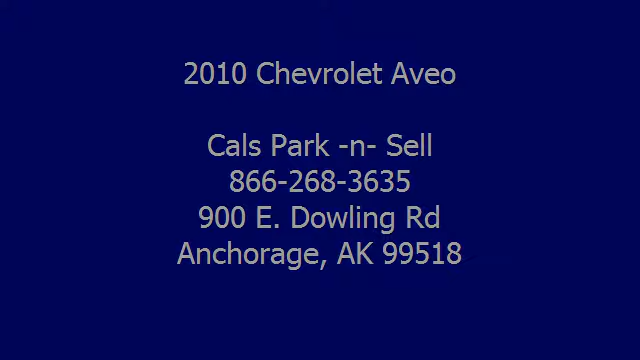 2010 Chevrolet Aveo
Cals Park -n- Sell
866-268-3635
900 E. Dowling Rd
Anchorage, AK 99518